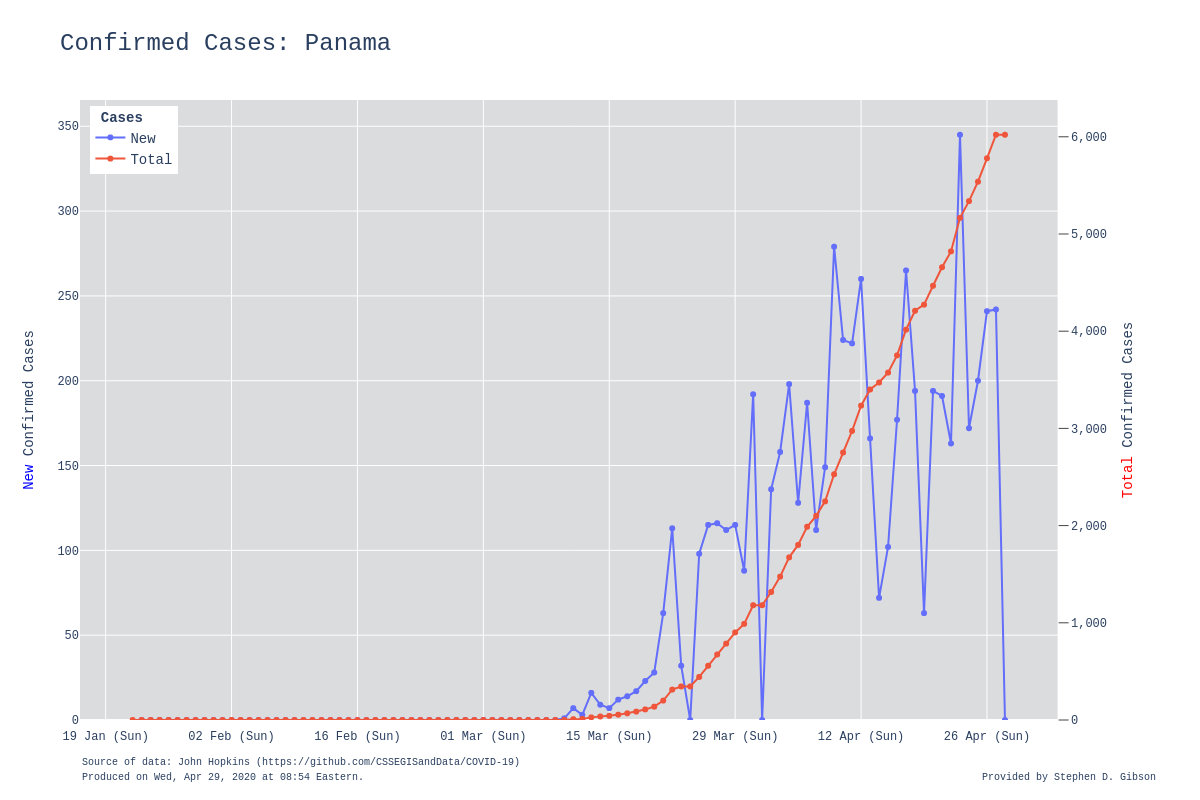 Confirmed Cases: Panama
Cases
New
Total
350
300
250
200
150
100
50
0
6,000
5,000
4,000
3,000
2,000
1,000
0
New Confirmed Cases
Total Confirmed Cases
19 Jan (Sun) 02 Feb (Sun) 16 Feb (Sun) 01 Mar (Sun) 15 Mar (Sun) 29 Mar (Sun) 12 Apr (Sun) 26 Apr (Sun)
Source of data: John Hopkins (https://github.com/CSSEGISandData/COVID-19)
Produced on Wed, Apr 29, 2020 at 08:54 Eastern.
Provided by Stephen D. Gibson